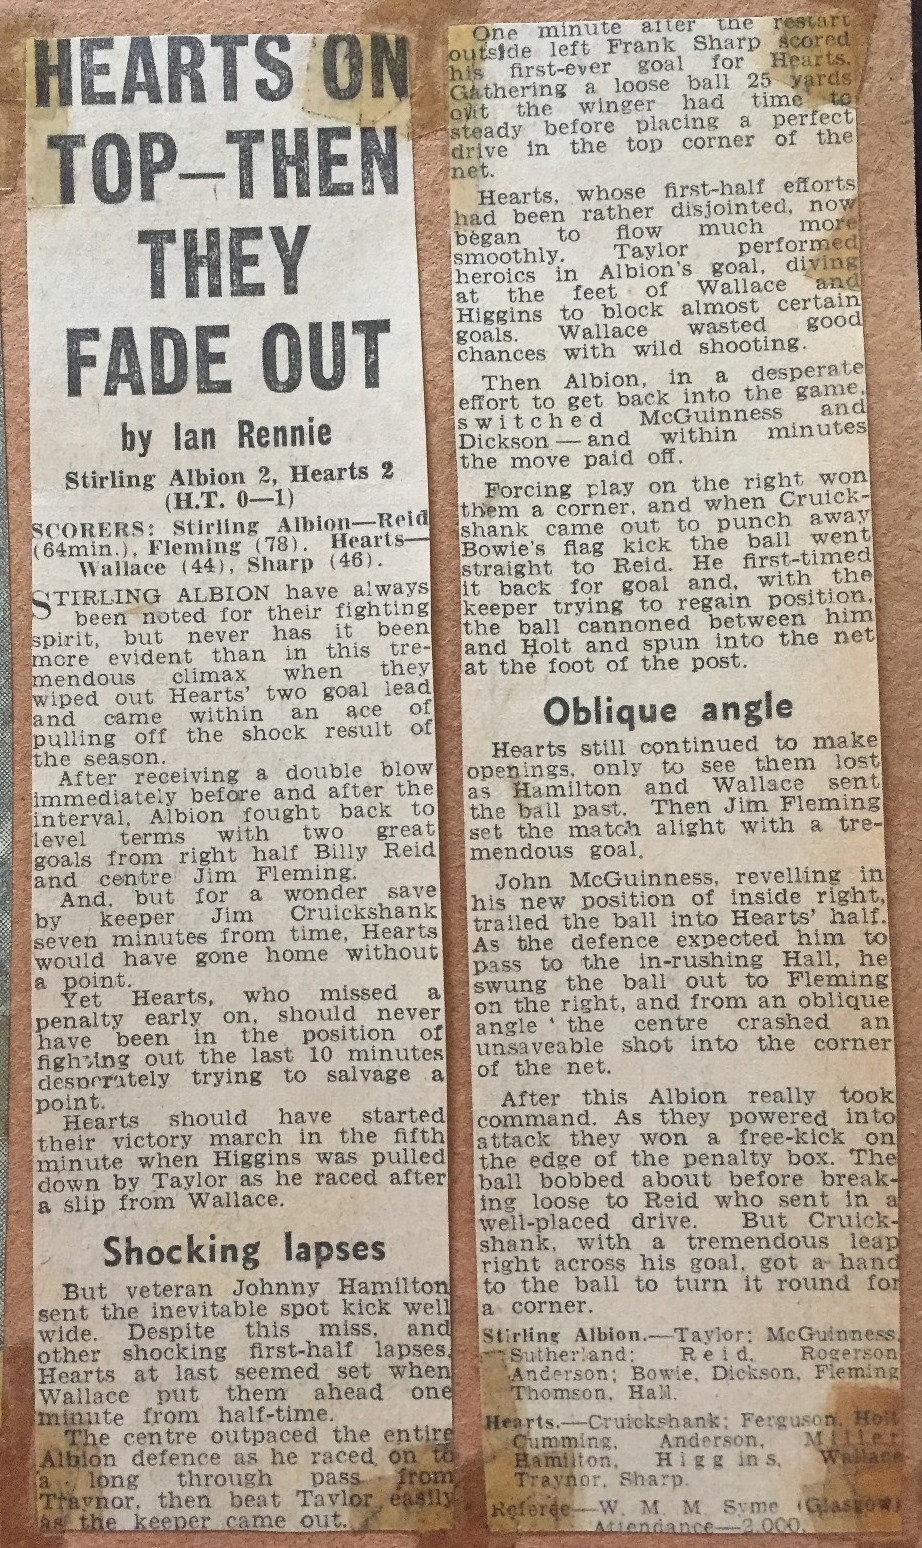 HEARTS ON
TOP—THEN
THEY
FADE OUT
by Ian Rennie
Stirling Albion 2, Hearts 2
(H.T. 0—1)
SCORERS: Stirling Albion—Reid
(64min.), Fleming (78). Hearts—
Wallace (44), Sharp (46).
STIRLING ALBION have always
been noted for their fighting
spirit, but never has it been
more evident than in this tre-
mendous climax when they
wiped out Hearts' two goal lead
and came within an ace of
pulling off the shock result of
the season.
After receiving a double blow
immediately before and after the
interval, Albion fought back to
level terms with two great
goals from right half Billy Reid
and centre Jim Fleming.
And, but for a wonder save
by keeper Jim Cruickshank
seven minutes from time, Hearts
would have gone home without
a point.
Yet Hearts, who missed a
penalty early on, should never
have been in the position of
fighting out the last 10 minutes
desperately trying to salvage a
point.
Hearts should have started
their victory march in the fifth
minute when Higgins was pulled
down by Taylor as he raced after
a slip from Wallace.
Shocking lapses
But veteran Johnny Hamilton
sent the inevitable spot kick well
wide. Despite this miss, and
other shocking first-half lapses,
Hearts at last seemed set when
Wallace put them ahead one
minute from half-time.
The centre outpaced the entire
Albion defence as he raced on to
a long through pass from
Traynor, then beat Taylor easily
as the keeper came out.
One minute after the restart
outside left Frank Sharp scored
his first-ever goal for Hearts.
Gathering a loose ball 25 yards
out the winger had time to
steady before placing a perfect
drive in the top corner of the
net.
Hearts, whose first-half efforts
had been rather disjointed, now
began to flow much more
smoothly. Taylor performed
heroics in Albion's goal, diving
at the feet of Wallace and
Higgins to block almost certain
goals. Wallace wasted good
chances with wild shooting.
Then Albion, in a desperate
effort to get back into the game,
switched McGuinness and
Dickson—and within minutes
the move paid off.
Forcing play on the right won
them a corner, and when Cruick-
shank came out to punch away
Bowie's flag kick the ball went
straight to Reid. He first-timed
it back for goal and, with the
keeper trying to regain position,
the ball cannoned between him
and Holt and spun into the net
at the foot of the post.
Oblique angle
Hearts still continued to make
openings, only to see them lost
as Hamilton and Wallace sent
the ball past. Then Jim Fleming
set the match alight with a tre-
mendous goal.
John McGuinness, revelling in
his new position of inside right,
trailed the ball into Hearts' half.
As the defence expected him to
pass to the in-rushing Hall, he
swung the ball out to Fleming
on the right, and from an oblique
angle the centre crashed an
unsaveable shot into the corner
of the net.
After this Albion really took
command. As they powered into
attack they won a free-kick on
the edge of the penalty box. The
ball bobbed about before break-
ing loose to Reid who sent in a
well-placed drive. But Cruick-
shank, with a tremendous leap
right across his goal, got a hand
to the ball to turn it round for
a corner.
Stirling Albion.—Taylor; McGuinness,
Sutherland; Reid, Rogerson
Anderson; Bowie, Dickson, Fleming
Thomson, Hall.
Hearts.—Cruickshank; Ferguson, Holt
Cumming, Anderson, Miller
Hamilton, Higgins, Wallace
Traynor, Sharp.
Referee—W. M. M. Syme (Glasgow)
Attendance—2,000.